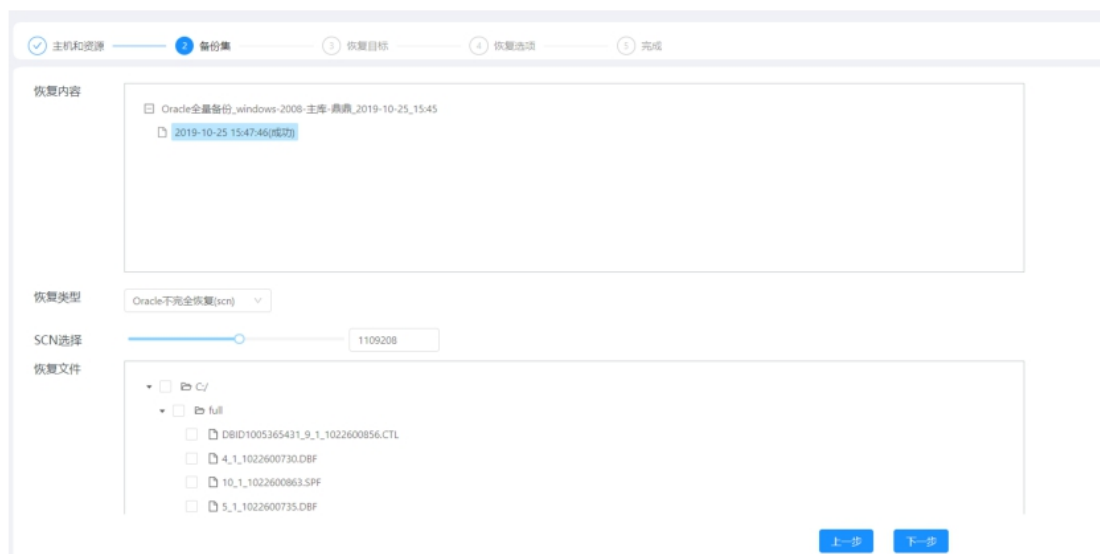 主机和资源 2 备份集 3 恢复目标 4 恢复选项 5 完成
恢复内容
Oracle全量备份_windows-2008-主库-鼎鼎_2019-10-25_15:45
2019-10-25 15:47:46(成功)
恢复类型
Oracle不完全恢复(scn)
SCN选择
1109208
恢复文件
C:/
full
DBID1005365431_9_1_1022600856.CTL
4_1_1022600730.DBF
10_1_1022600863.SPF
5_1_1022600735.DBF
上一步 下一步